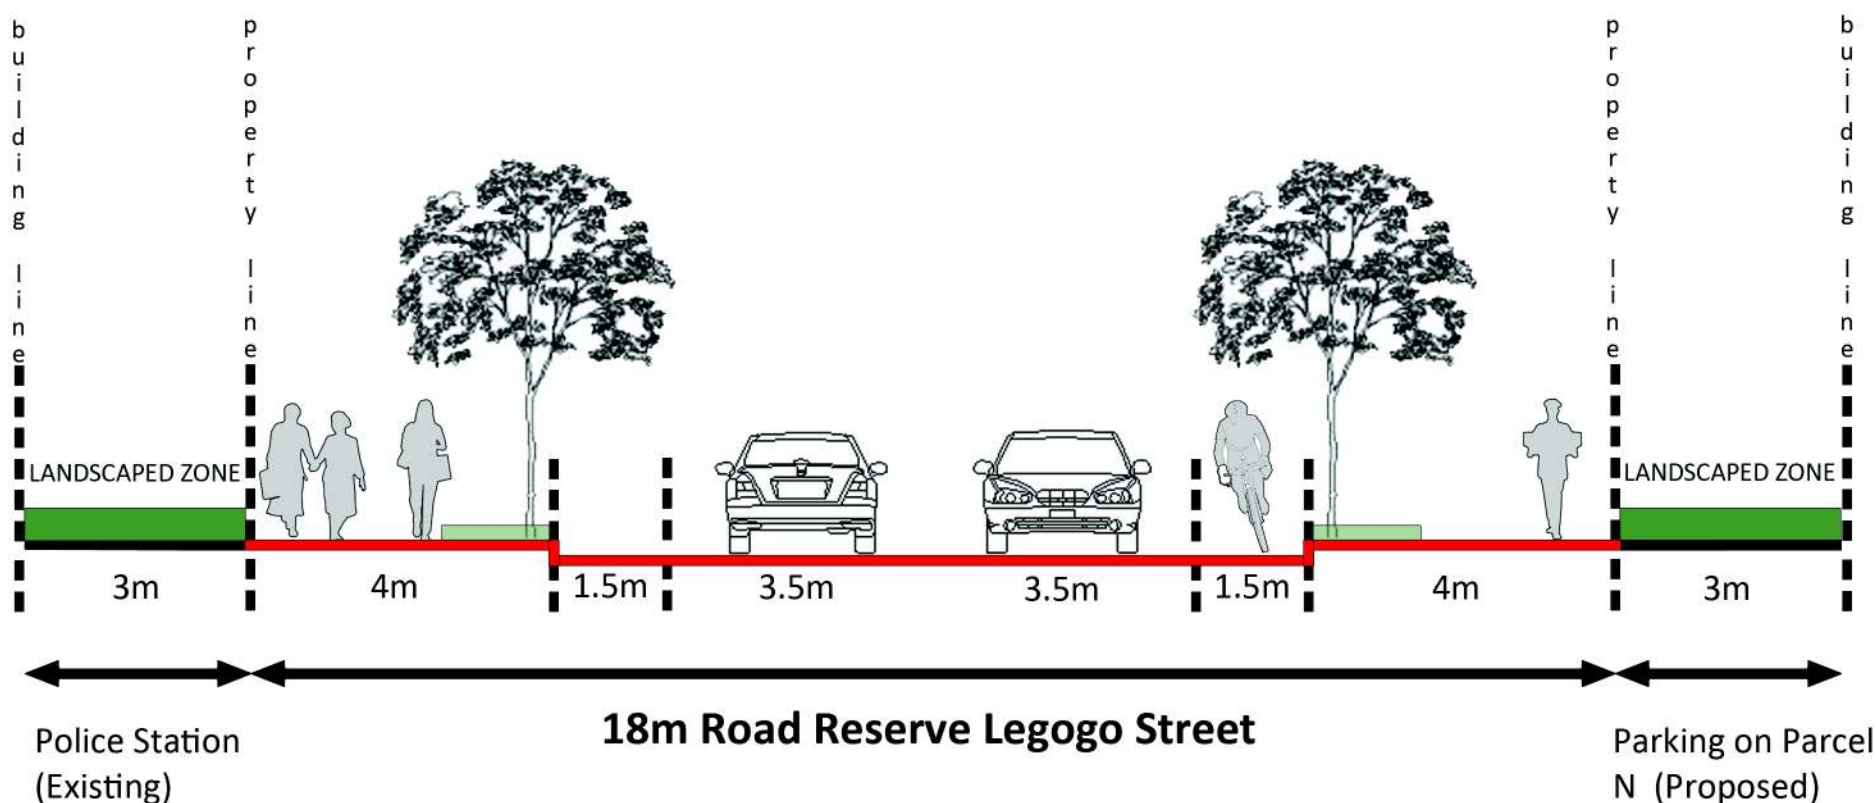 building line
property line
property line
building line
LANDSCAPED ZONE
LANDSCAPED ZONE
3m
4m
1.5m
3.5m
3.5m
1.5m
4m
3m
18m Road Reserve Legogo Street
Police Station
(Existing)
Parking on Parcel
N (Proposed)